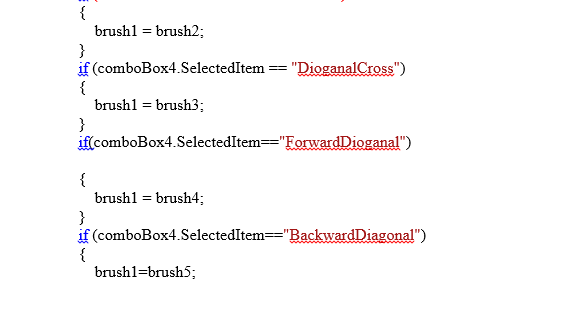 {
brush1 = brush2;
}
if (comboBox4.SelectedItem == "DioganalCross")
{
brush1 = brush3;
}
if(comboBox4.SelectedItem=="ForwardDioganal")
{
brush1 = brush4;
}
if (comboBox4.SelectedItem=="BackwardDiagonal")
{
brush1=brush5;